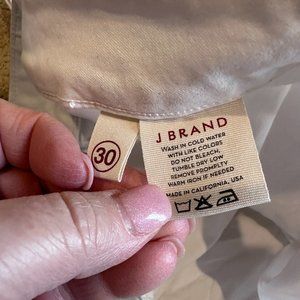 J BRAND
30
WASH IN COLD WATER
WITH LIKE COLORS
DO NOT BLEACH,
TUMBLE DRY LOW
REMOVE PROMPTLY
WARM IRON IF NEEDED
MADE IN CALIFORNIA, USA